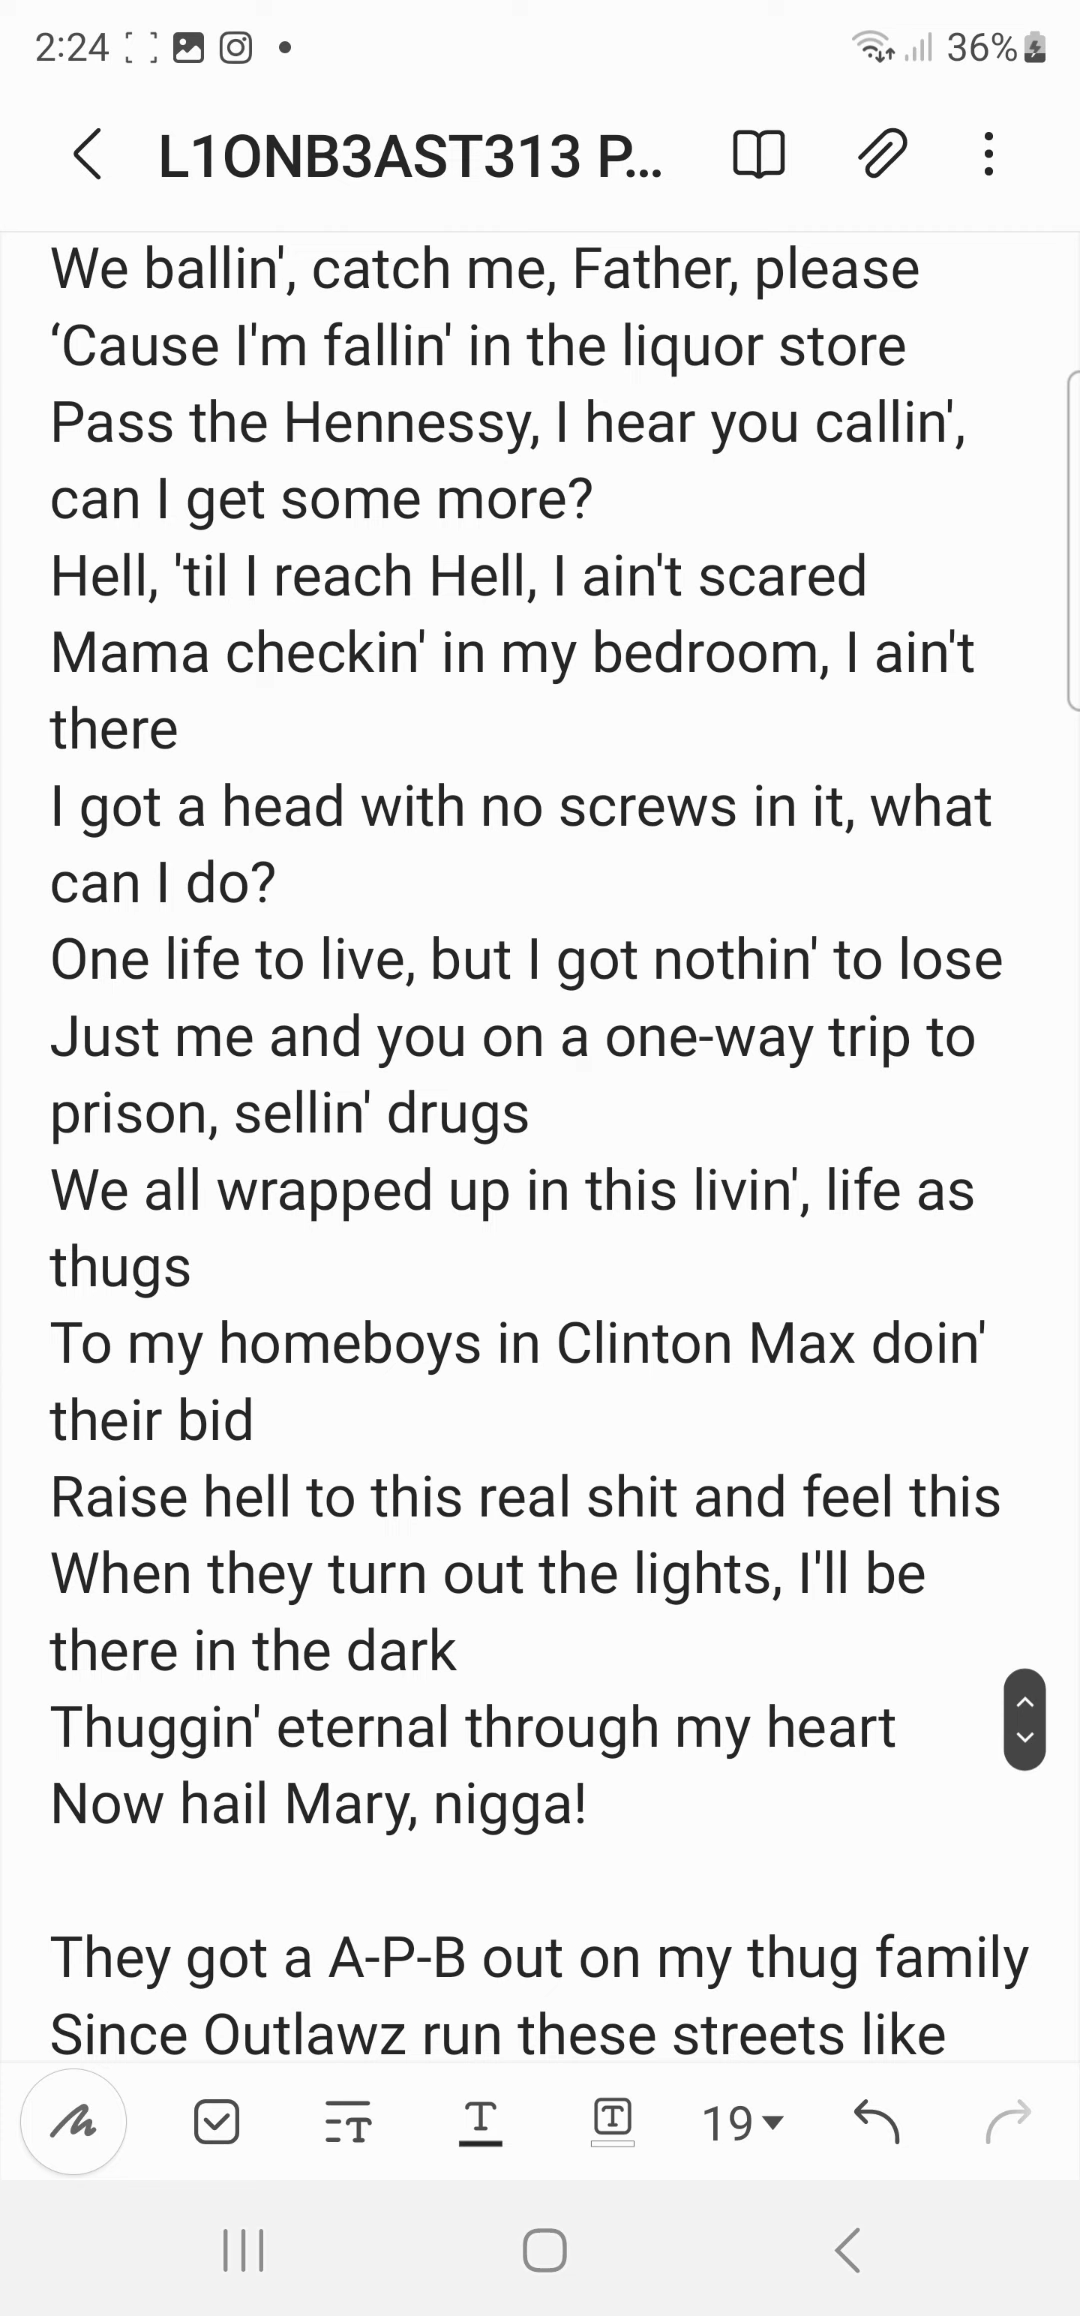 2:24 36%
L1ONB3AST313 P...
We ballin', catch me, Father, please
‘Cause I'm fallin' in the liquor store
Pass the Hennessy, I hear you callin',
can I get some more?
Hell, 'til I reach Hell, I ain't scared
Mama checkin' in my bedroom, I ain't
there
I got a head with no screws in it, what
can I do?
One life to live, but I got nothin' to lose
Just me and you on a one-way trip to
prison, sellin' drugs
We all wrapped up in this livin', life as
thugs
To my homeboys in Clinton Max doin'
their bid
Raise hell to this real shit and feel this
When they turn out the lights, I'll be
there in the dark
Thuggin' eternal through my heart
Now hail Mary, nigga!
They got a A-P-B out on my thug family
Since Outlawz run these streets like
19